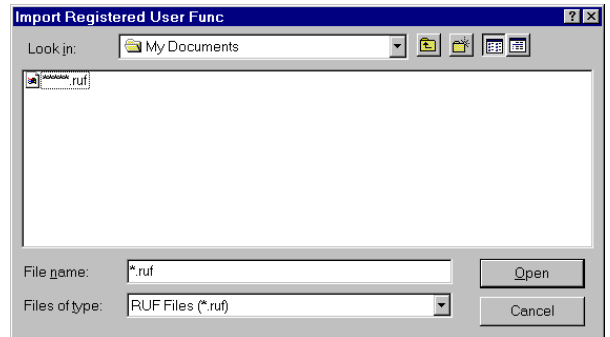 Import Registered User Func
Look in: My Documents
******.ruf
File name: *.ruf Open
Files of type: RUF Files (*.ruf) Cancel